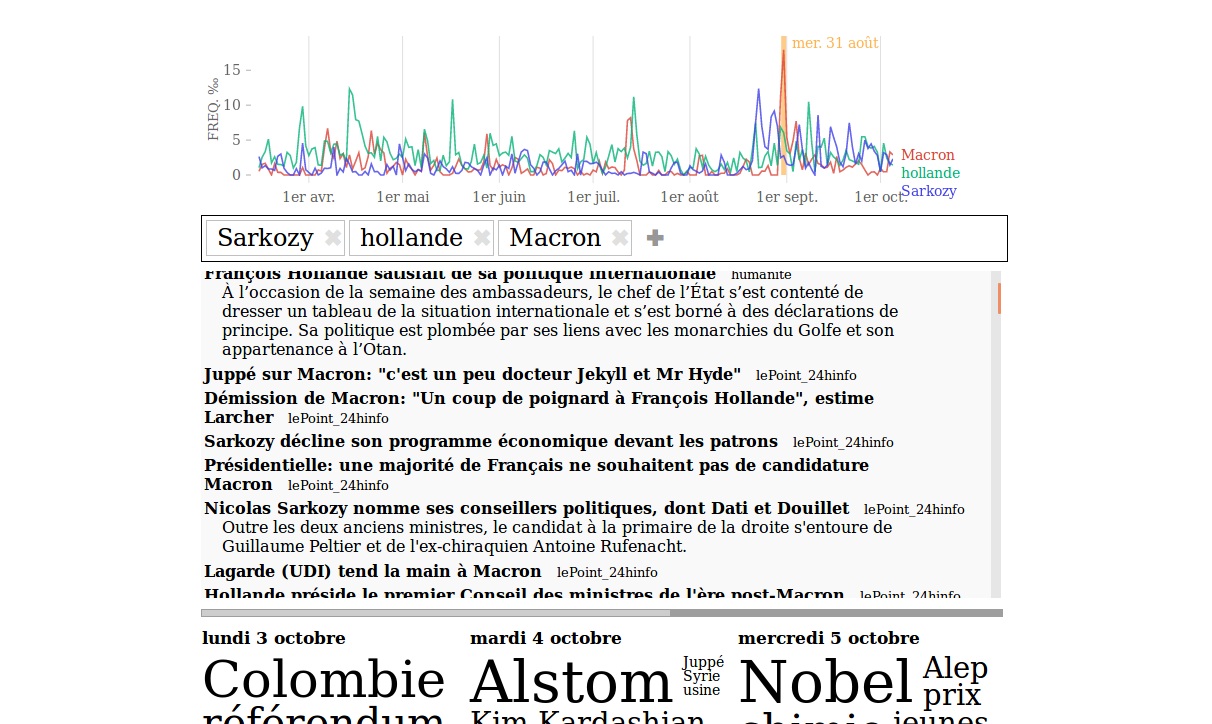 mer. 31 août
15
10
5
0
FREQ. ‰
Macron
hollande
Sarkozy
1er avr. 1er mai 1er juin 1er juil. 1er août 1er sept. 1er oct.
Sarkozy ✖ hollande ✖ Macron ✖ ✚
François Hollande satisfait de sa politique internationale humanite
À l’occasion de la semaine des ambassadeurs, le chef de l’État s’est contenté de
dresser un tableau de la situation internationale et s’est borné à des déclarations de
principe. Sa politique est plombée par ses liens avec les monarchies du Golfe et son
appartenance à l’Otan.
Juppé sur Macron: "c'est un peu docteur Jekyll et Mr Hyde" lePoint_24hinfo
Démission de Macron: "Un coup de poignard à François Hollande", estime
Larcher lePoint_24hinfo
Sarkozy décline son programme économique devant les patrons lePoint_24hinfo
Présidentielle: une majorité de Français ne souhaitent pas de candidature
Macron lePoint_24hinfo
Nicolas Sarkozy nomme ses conseillers politiques, dont Dati et Douillet lePoint_24hinfo
Outre les deux anciens ministres, le candidat à la primaire de la droite s'entoure de
Guillaume Peltier et de l'ex-chiraquien Antoine Rufenacht.
Lagarde (UDI) tend la main à Macron lePoint_24hinfo
Hollande préside le premier Conseil des ministres de l'ère post-Macron lePoint_24hinfo
lundi 3 octobre
Colombie
référendum
mardi 4 octobre
Alstom
Juppé
Syrie
usine
Kim Kardashian
mercredi 5 octobre
Nobel
Alep
prix
chimie jeunes